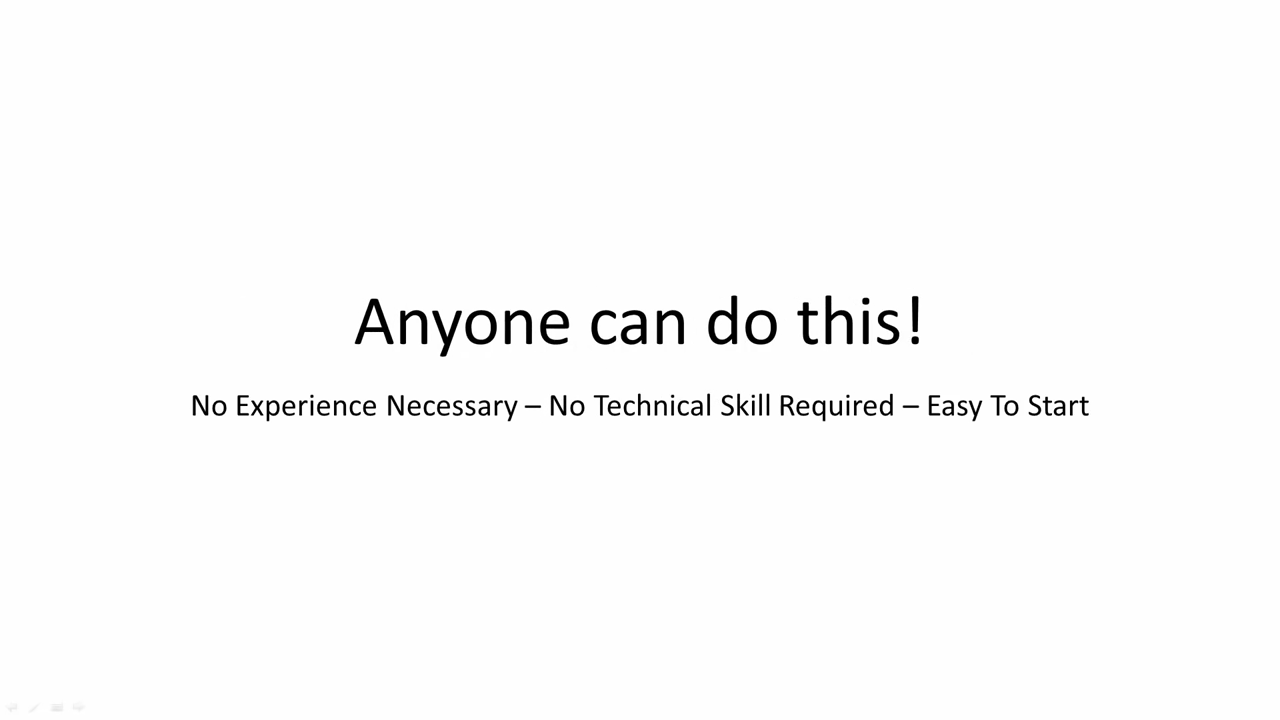 Anyone can do this!
No Experience Necessary – No Technical Skill Required – Easy To Start